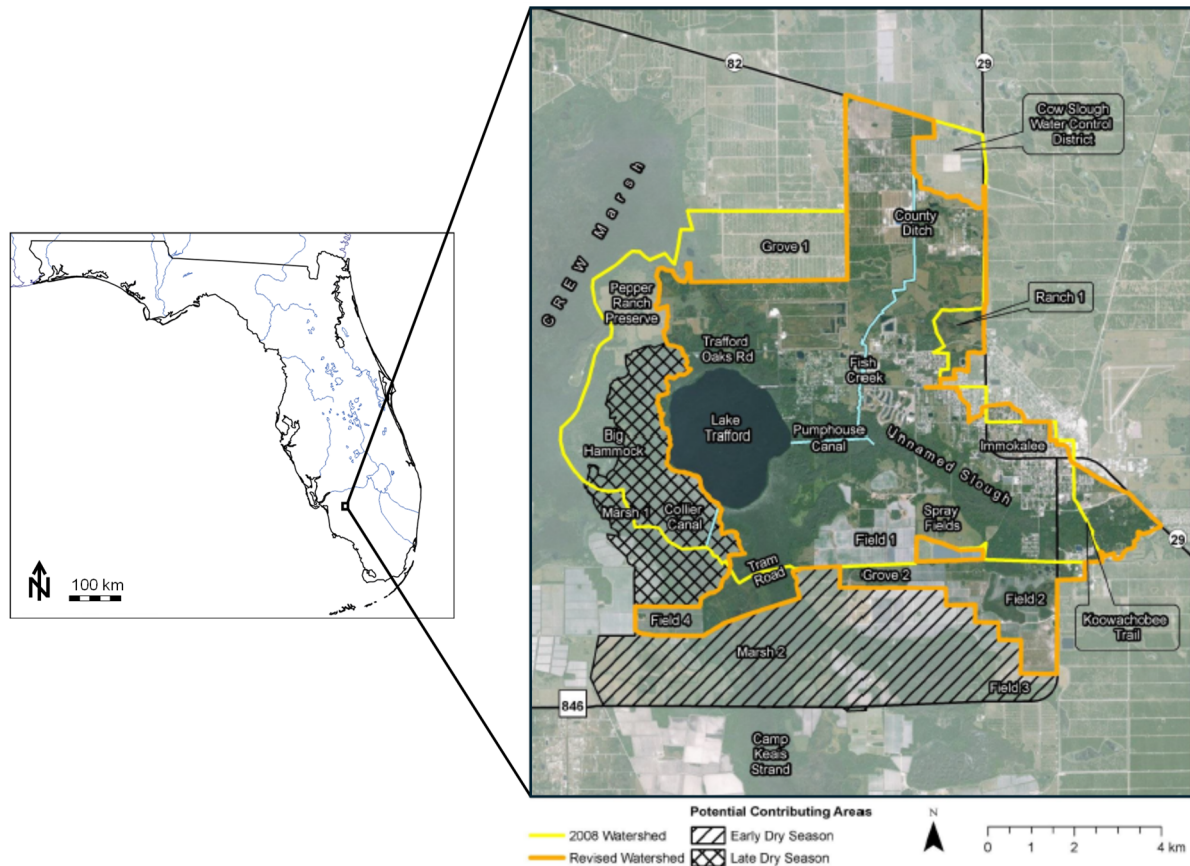 82
29
Cow Slough
Water Control
District
CREW Marsh
County
Ditch
Grove 1
Pepper
Ranch
Preserve
Ranch 1
Trafford
Oaks Rd
Fish
Creek
Lake
Trafford
Pumphouse
Canal
Big
Hammock
Unnamed Slough
Immokalee
Marsh 1
Collier
Canal
Spray
Fields
Field 1
29
Tram
Road
Grove 2
Field 2
Field 4
Koowachobee
Trail
Marsh 2
Field 3
846
Camp
Keais
Strand
N
100 km
Potential Contributing Areas
2008 Watershed
Early Dry Season
Revised Watershed
Late Dry Season
N
0 1 2 4 km